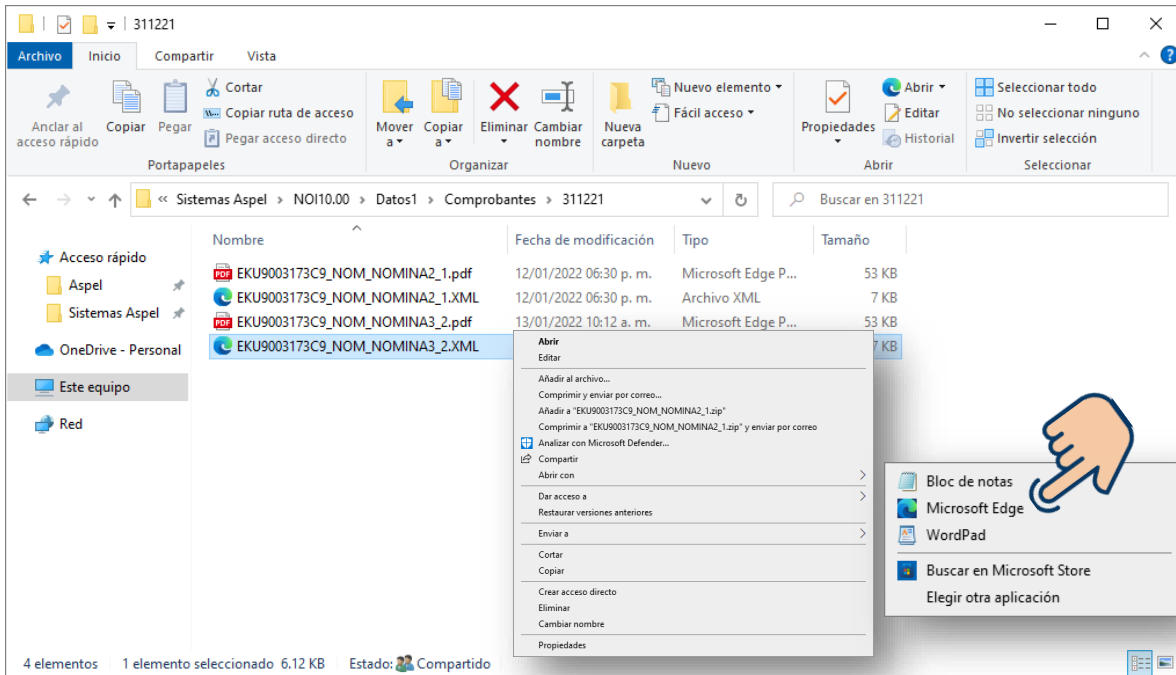 311221
Archivo Inicio Compartir Vista
Anclar al acceso rápido
Copiar
Pegar
Cortar
Copiar ruta de acceso
Pegar acceso directo
Portapapeles
Mover a
Copiar a
Eliminar
Cambiar nombre
Organizar
Nueva carpeta
Nuevo elemento
Fácil acceso
Nuevo
Propiedades
Abrir
Editar
Historial
Abrir
Seleccionar todo
No seleccionar ninguno
Invertir selección
Seleccionar
« Sistemas Aspel > NOI10.00 > Datos1 > Comprobantes > 311221
Buscar en 311221
Acceso rápido
Aspel
Sistemas Aspel
OneDrive - Personal
Este equipo
Red
Nombre Fecha de modificación Tipo Tamaño
EKU9003173C9_NOM_NOMINA2_1.pdf 12/01/2022 06:30 p. m. Microsoft Edge P... 53 KB
EKU9003173C9_NOM_NOMINA2_1.XML 12/01/2022 06:30 p. m. Archivo XML 7 KB
EKU9003173C9_NOM_NOMINA3_2.pdf 13/01/2022 10:12 a. m. Microsoft Edge P... 53 KB
EKU9003173C9_NOM_NOMINA3_2.XML 7 KB
Abrir
Editar
Añadir al archivo...
Comprimir y enviar por correo...
Añadir a "EKU9003173C9_NOM_NOMINA2_1.zip"
Comprimir a "EKU9003173C9_NOM_NOMINA2_1.zip" y enviar por correo
Analizar con Microsoft Defender...
Compartir
Abrir con
Dar acceso a
Restaurar versiones anteriores
Enviar a
Cortar
Copiar
Crear acceso directo
Eliminar
Cambiar nombre
Propiedades
Bloc de notas
Microsoft Edge
WordPad
Buscar en Microsoft Store
Elegir otra aplicación
4 elementos 1 elemento seleccionado 6.12 KB Estado: Compartido